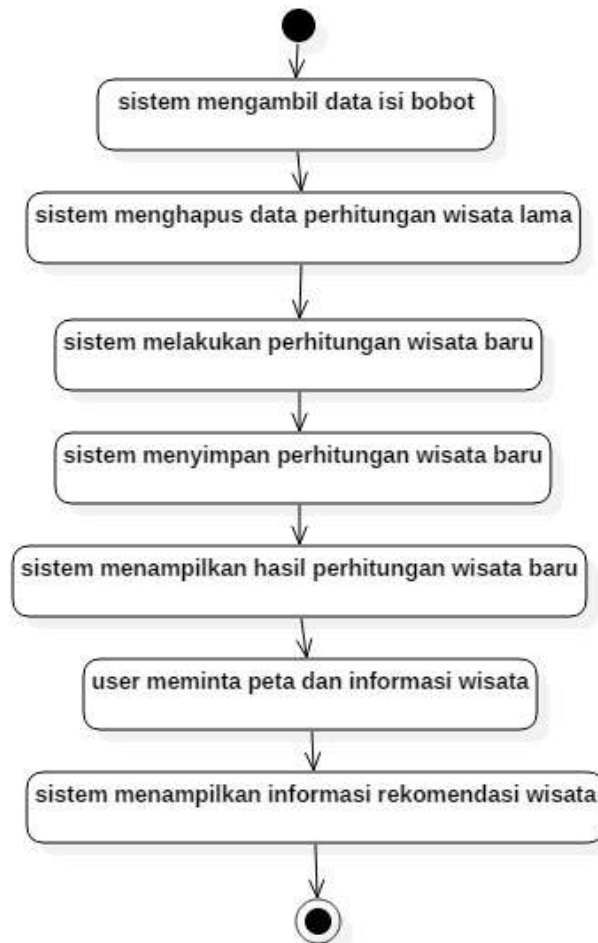 sistem mengambil data isi bobot
sistem menghapus data perhitungan wisata lama
sistem melakukan perhitungan wisata baru
sistem menyimpan perhitungan wisata baru
sistem menampilkan hasil perhitungan wisata baru
user meminta peta dan informasi wisata
sistem menampilkan informasi rekomendasi wisata